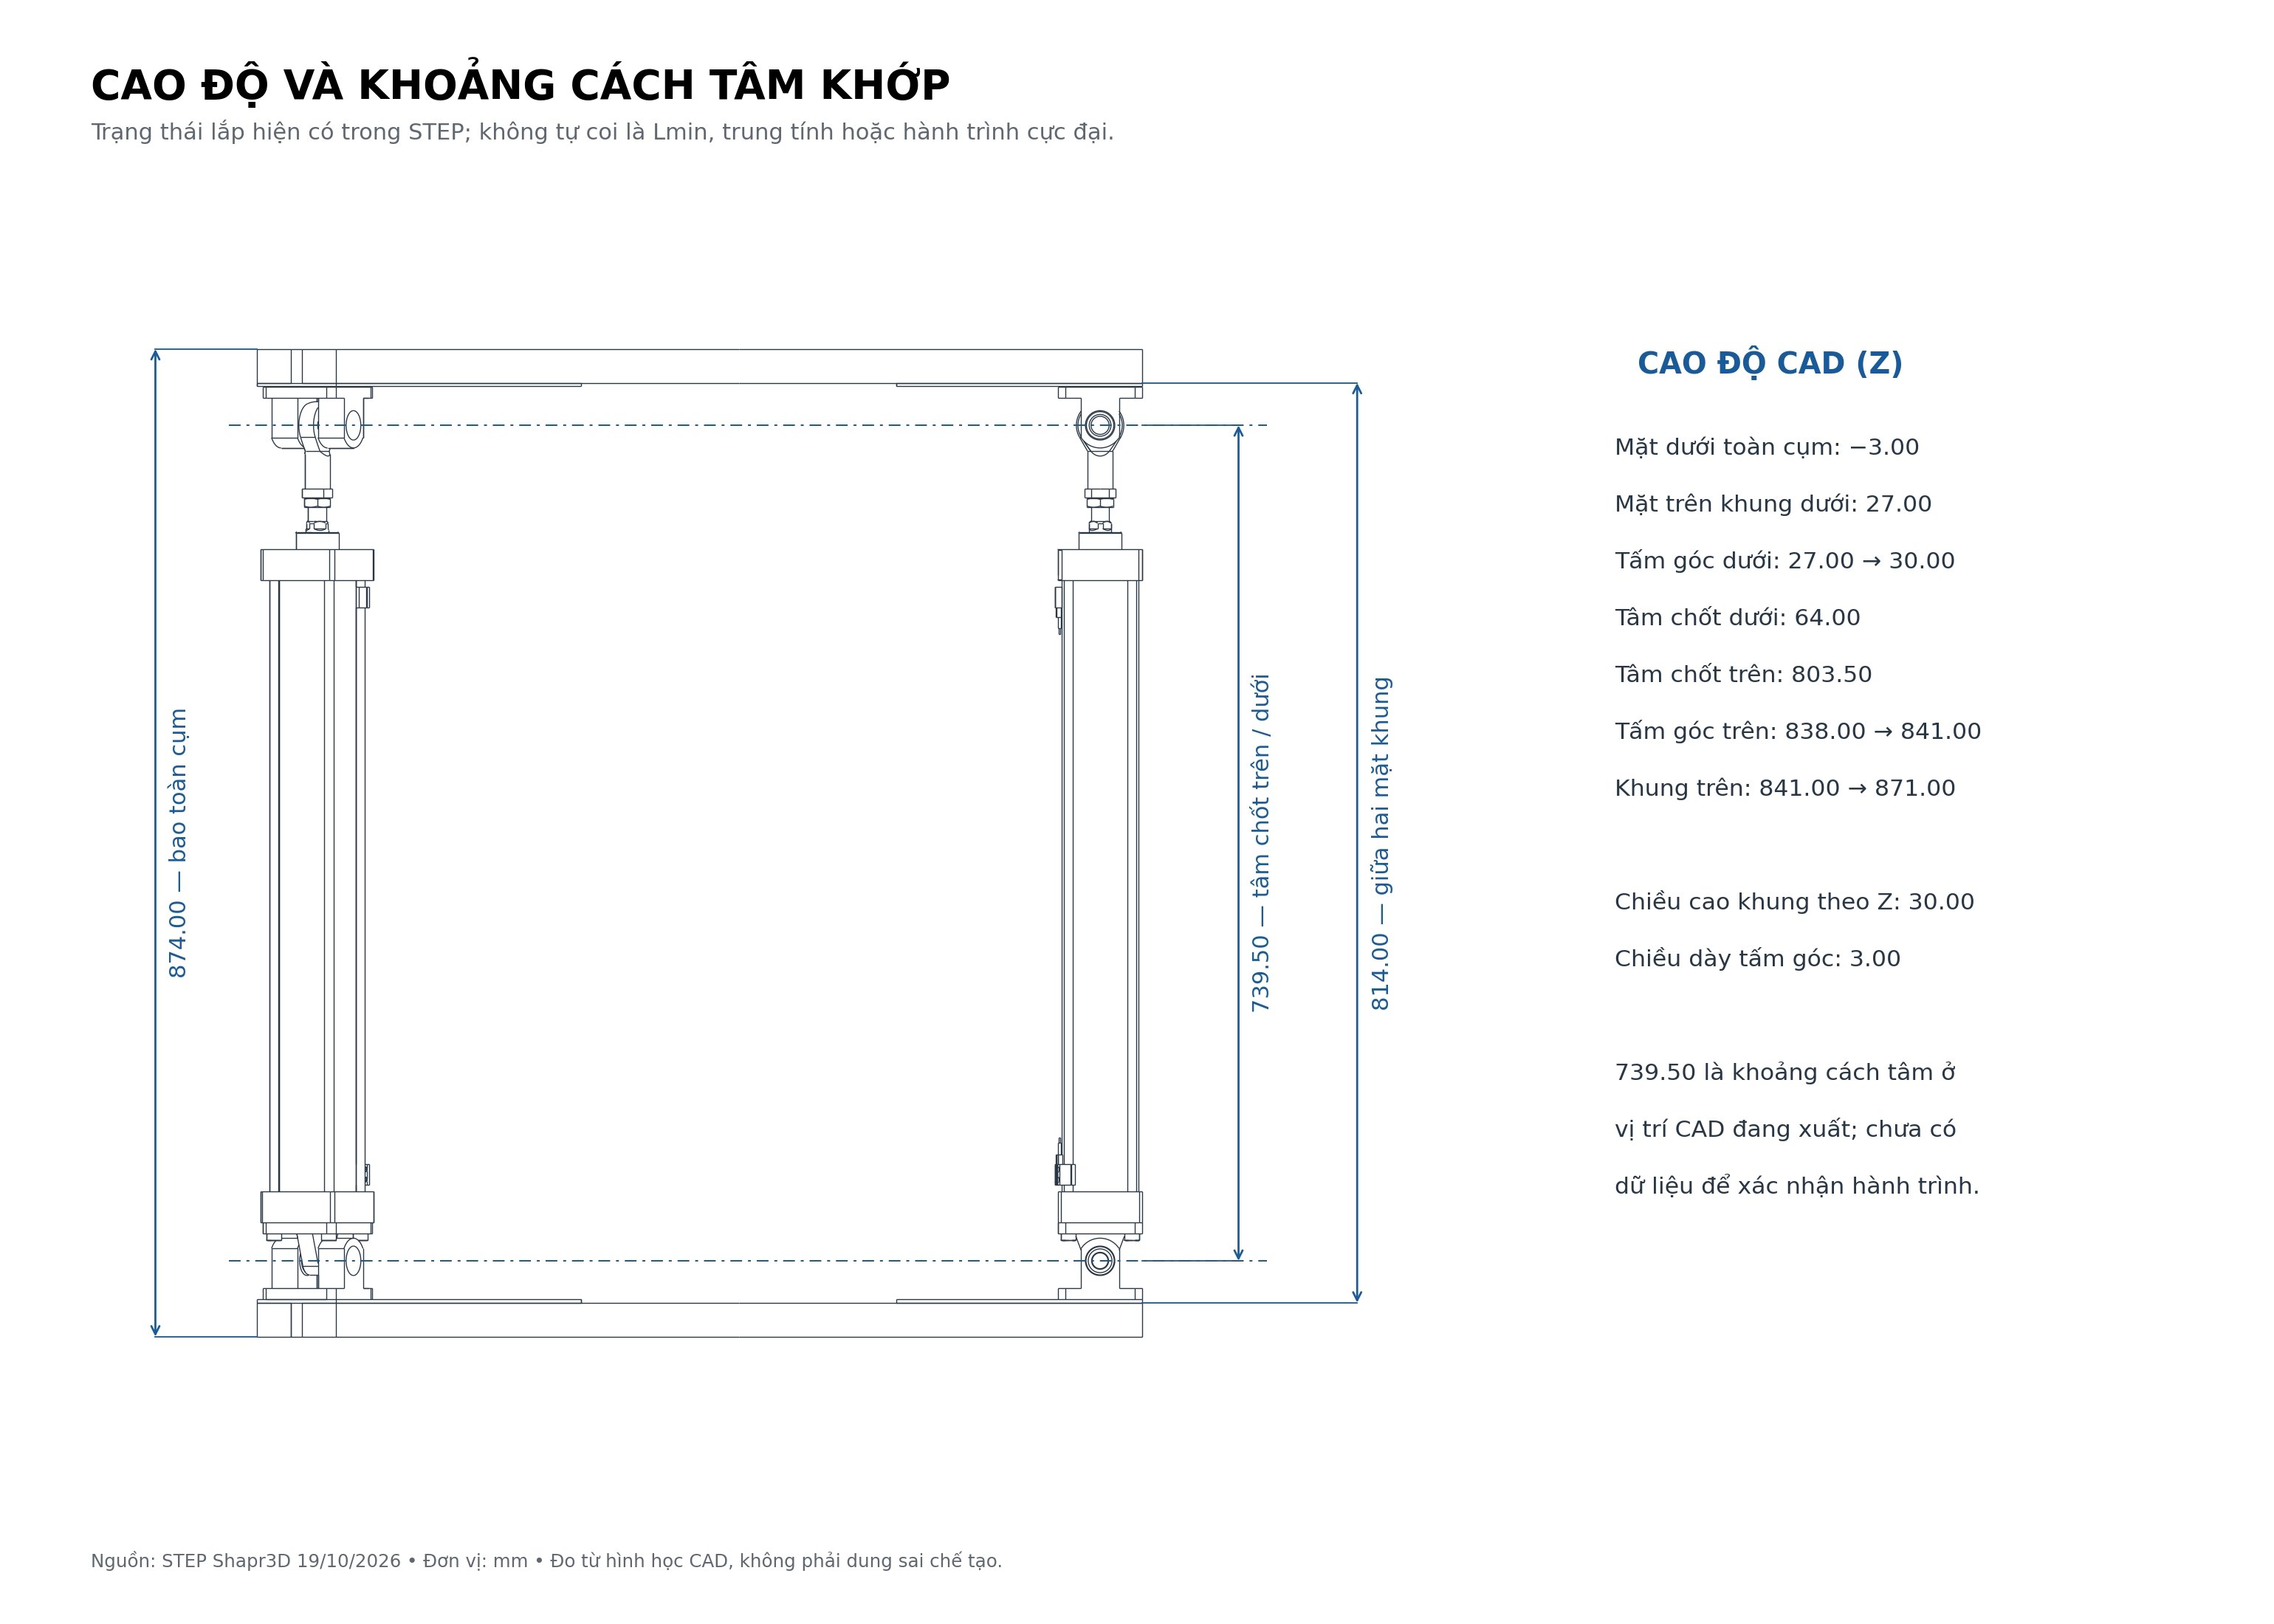 CAO ĐỘ VÀ KHOẢNG CÁCH TÂM KHỚP
Trạng thái lắp hiện có trong STEP; không tự coi là Lmin, trung tính hoặc hành trình cực đại.
874.00 — bao toàn cụm
739.50 — tâm chốt trên / dưới
814.00 — giữa hai mặt khung
CAO ĐỘ CAD (Z)
Mặt dưới toàn cụm: −3.00
Mặt trên khung dưới: 27.00
Tấm góc dưới: 27.00 → 30.00
Tâm chốt dưới: 64.00
Tâm chốt trên: 803.50
Tấm góc trên: 838.00 → 841.00
Khung trên: 841.00 → 871.00
Chiều cao khung theo Z: 30.00
Chiều dày tấm góc: 3.00
739.50 là khoảng cách tâm ở
vị trí CAD đang xuất; chưa có
dữ liệu để xác nhận hành trình.
Nguồn: STEP Shapr3D 19/10/2026 • Đơn vị: mm • Đo từ hình học CAD, không phải dung sai chế tạo.